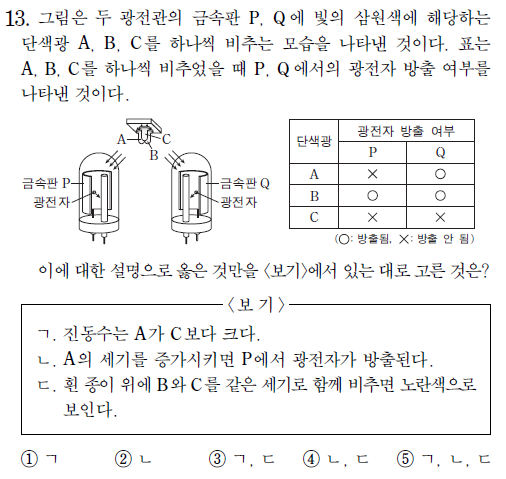 13. 그림은 두 광전관의 금속판 P, Q에 빛의 삼원색에 해당하는
단색광 A, B, C를 하나씩 비추는 모습을 나타낸 것이다. 표는
A, B, C를 하나씩 비추었을 때 P, Q에서의 광전자 방출 여부를
나타낸 것이다.
A C
B
금속판 P
광전자
금속판 Q
광전자
단색광 광전자 방출 여부
P Q
A × ○
B ○ ○
C × ×
(○: 방출됨, ×: 방출 안 됨)
이에 대한 설명으로 옳은 것만을 〈보기〉에서 있는 대로 고른 것은?
〈보 기〉
ㄱ. 진동수는 A가 C보다 크다.
ㄴ. A의 세기를 증가시키면 P에서 광전자가 방출된다.
ㄷ. 흰 종이 위에 B와 C를 같은 세기로 함께 비추면 노란색으로
보인다.
① ㄱ ② ㄴ ③ ㄱ, ㄷ ④ ㄴ, ㄷ ⑤ ㄱ, ㄴ, ㄷ